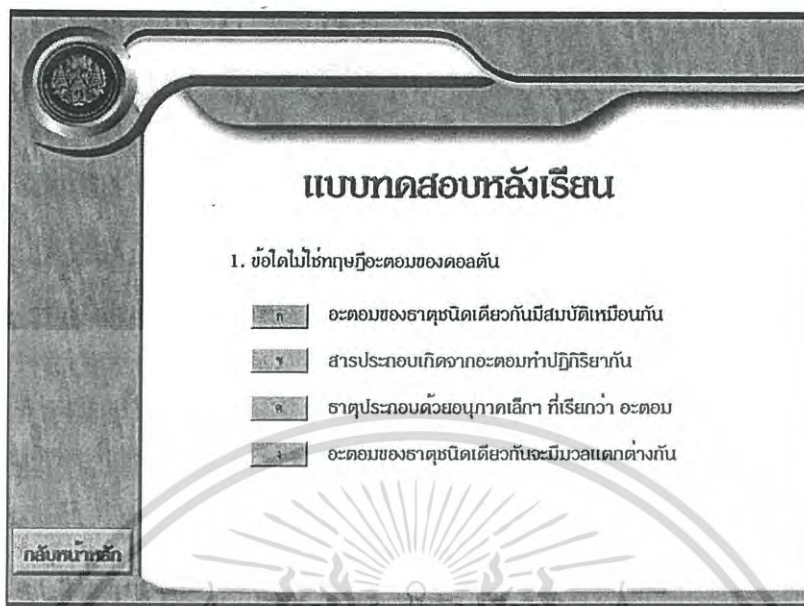 แบบทดสอบหลังเรียน
1. ข้อใดไม่ใช่ทฤษฎีอะตอมของดอลตัน
ก อะตอมของธาตุชนิดเดียวกันมีสมบัติเหมือนกัน
ข สารประกอบเกิดจากอะตอมทำปฏิกิริยากัน
ค ธาตุประกอบด้วยอนุภาคเล็กๆ ที่เรียกว่า อะตอม
ง อะตอมของธาตุชนิดเดียวกันจะมีมวลแตกต่างกัน
กลับหน้าหลัก